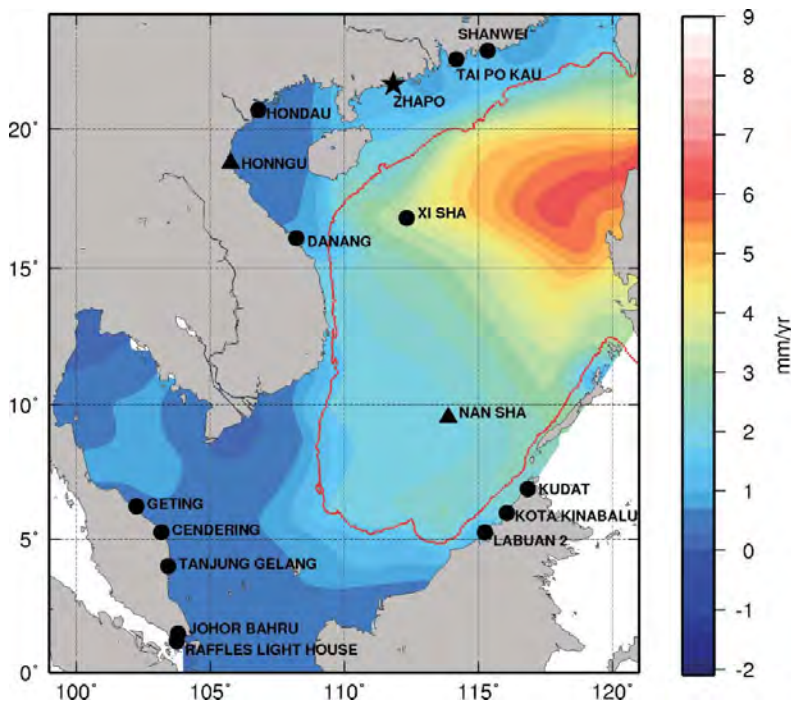 SHANWEI
TAI PO KAU
ZHAPO
HONDAU
HONNGU
XI SHA
DANANG
NAN SHA
KUDAT
GETING
KOTA KINABALU
CENDERING
LABUAN 2
TANJUNG GELANG
JOHOR BAHRU
RAFFLES LIGHT HOUSE
20˚
15˚
10˚
5˚
0˚
100˚ 105˚ 110˚ 115˚ 120˚
9
8
7
6
5
4
3
2
1
0
-1
-2
mm/yr